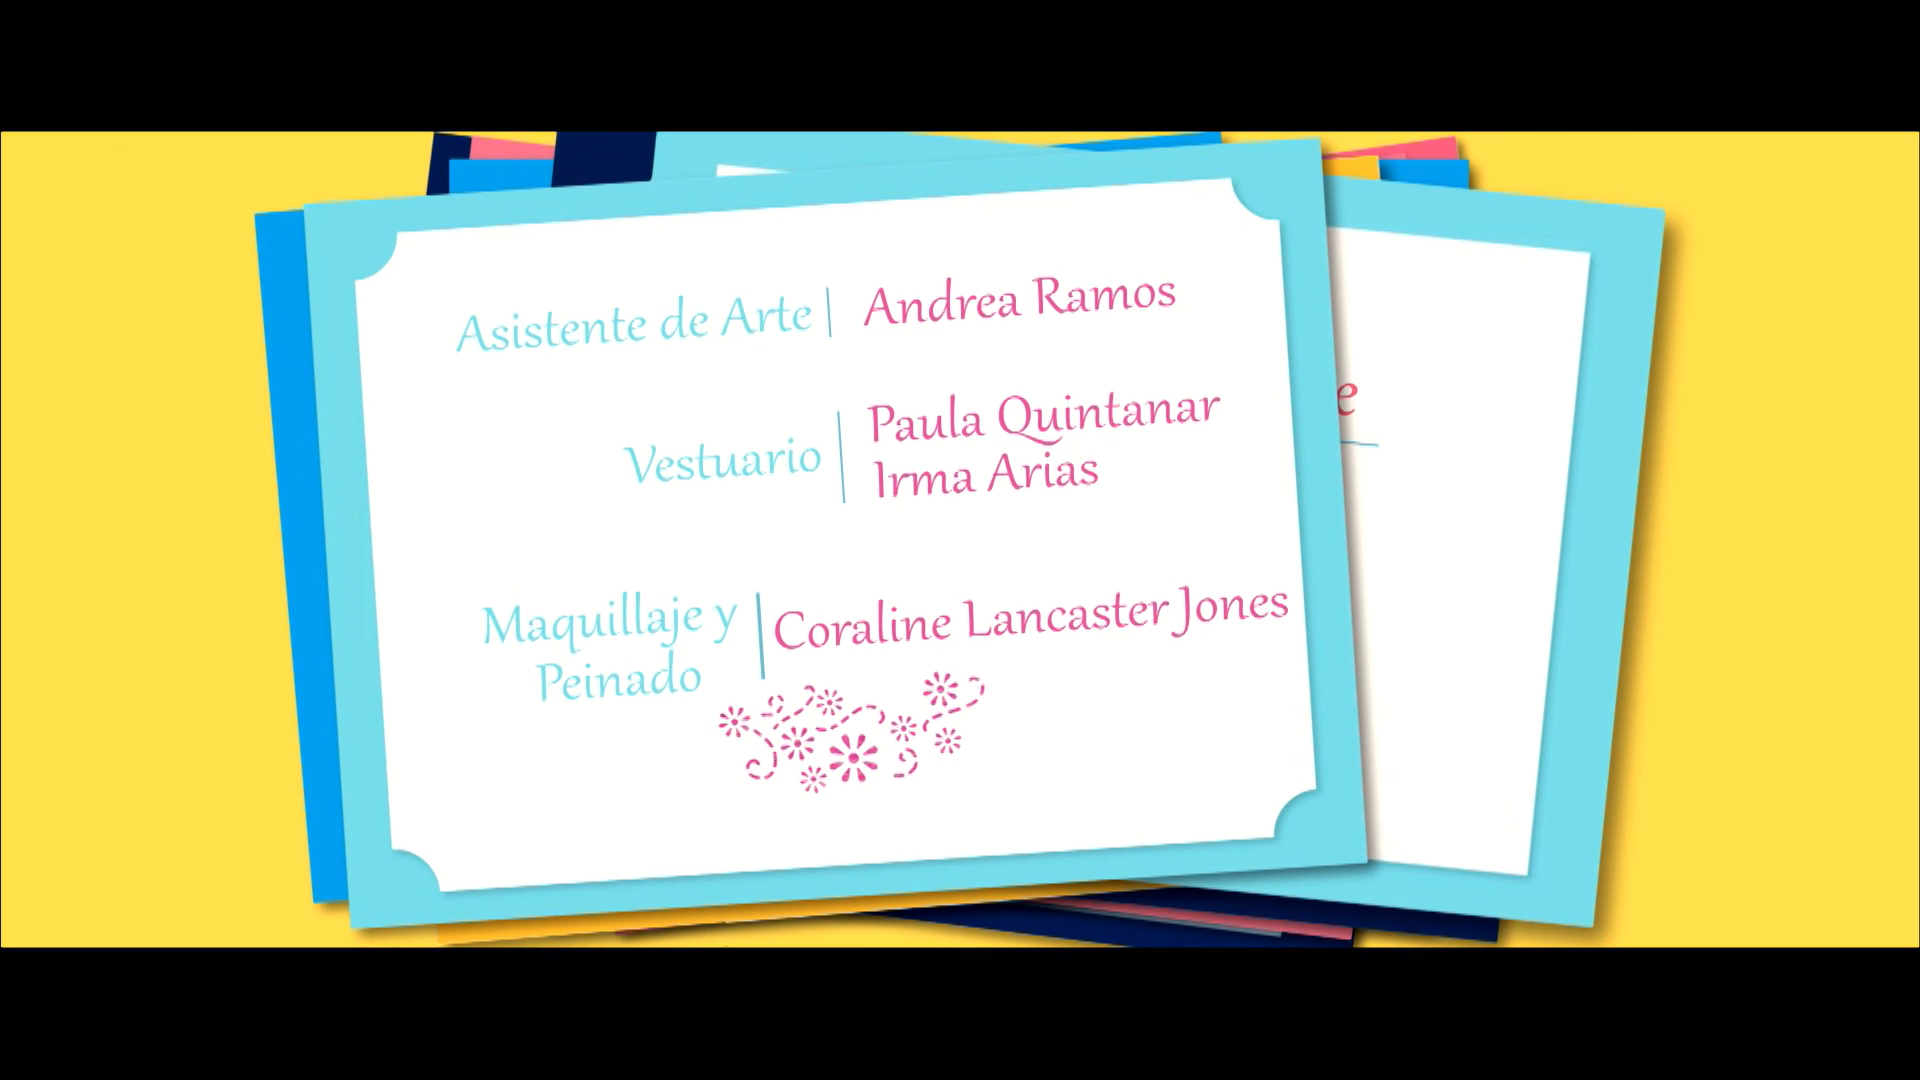 Asistente de Arte | Andrea Ramos
Vestuario | Paula Quintanar
Irma Arias
Maquillaje y | Coraline Lancaster Jones
Peinado
e